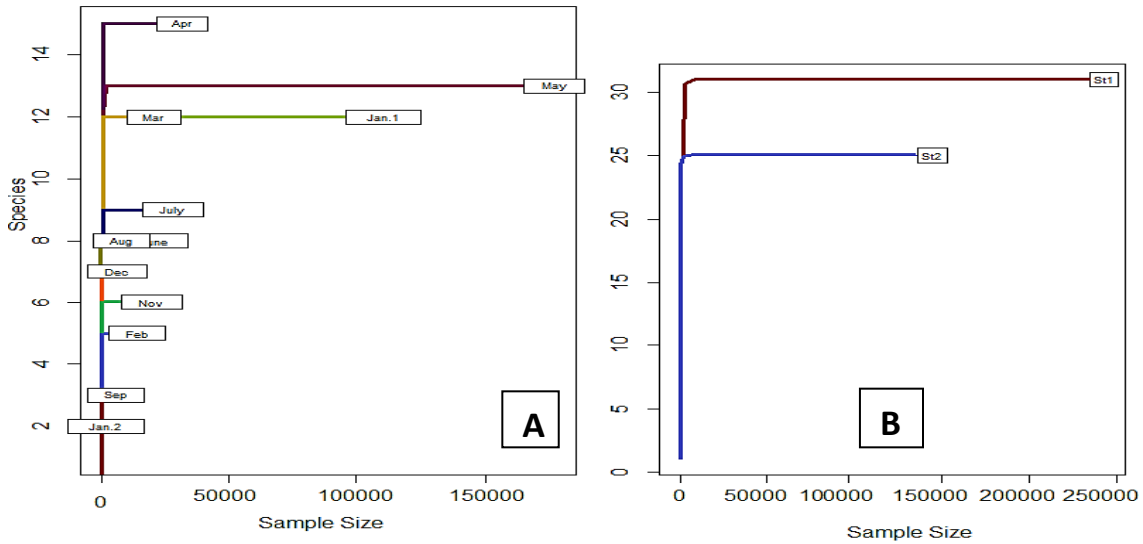 Apr
May
Mar
Jan.1
July
Aug
une
Dec
Nov
Feb
Sep
Jan.2
A
Species
2
4
6
8
10
12
14
0
50000
100000
150000
Sample Size
St1
St2
B
0
5
10
15
20
25
30
0
50000
100000
150000
200000
250000
Sample Size